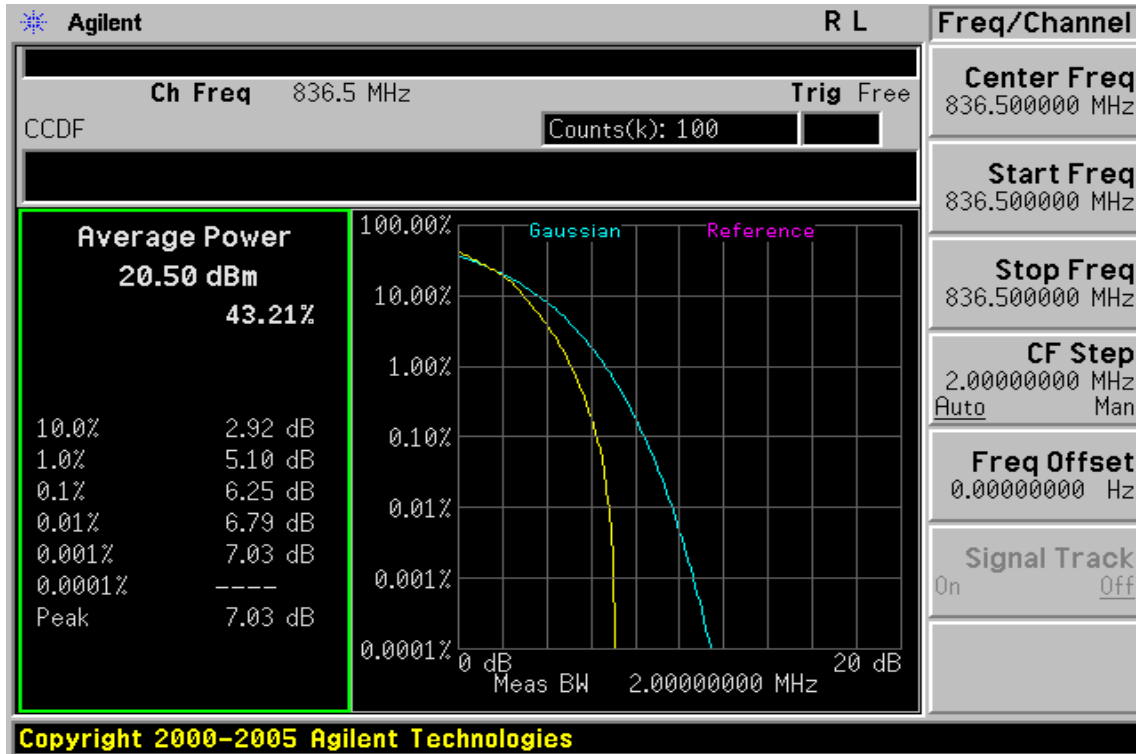 Agilent R L
Ch Freq 836.5 MHz Trig Free
CCDF Counts(k): 100
Average Power
20.50 dBm
43.21%
10.0% 2.92 dB
1.0% 5.10 dB
0.1% 6.25 dB
0.01% 6.79 dB
0.001% 7.03 dB
0.0001% ----
Peak 7.03 dB
Gaussian Reference
100.00%
10.00%
1.00%
0.10%
0.01%
0.001%
0.0001%
0 dB 20 dB
Meas BW 2.00000000 MHz
Freq/Channel
Center Freq
836.500000 MHz
Start Freq
836.500000 MHz
Stop Freq
836.500000 MHz
CF Step
2.00000000 MHz
Auto Man
Freq Offset
0.00000000 Hz
Signal Track
On Off
Copyright 2000-2005 Agilent Technologies